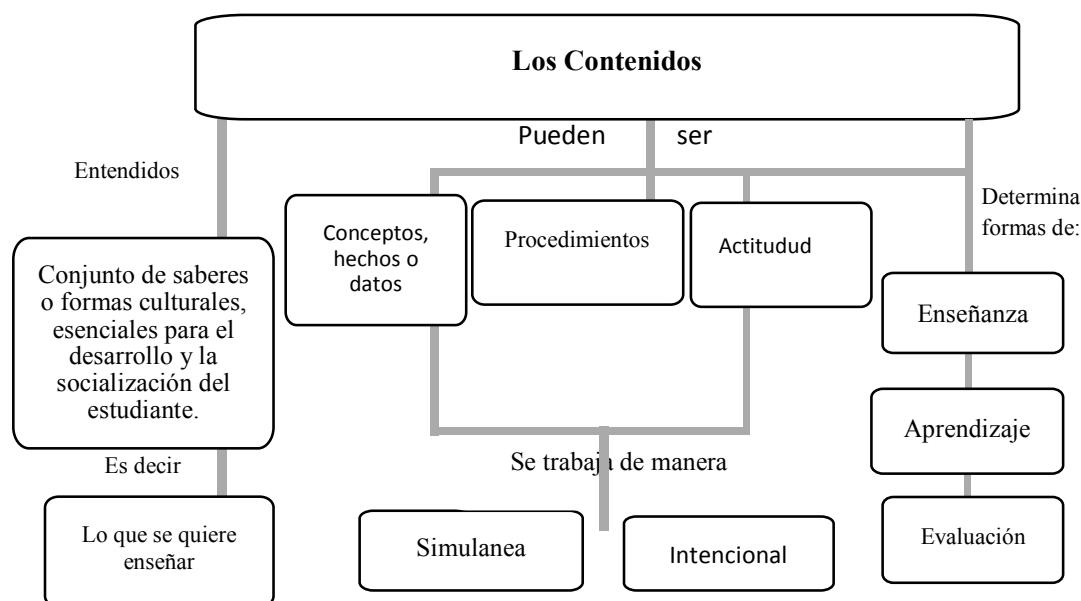 Los Contenidos
Pueden ser
Entendidos
Determina
formas de:
Conceptos,
hechos o
datos
Procedimientos
Actitudud
Conjunto de saberes
o formas culturales,
esenciales para el
desarrollo y la
socialización del
estudiante.
Enseñanza
Aprendizaje
Es decir
Se trabaja de manera
Lo que se quiere
enseñar
Simulanea
Intencional
Evaluación